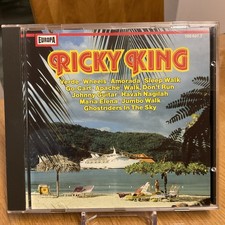 EUROPA
RICKY KING
Verde · Wheels · Amorada · Sleep Walk
Go-Cart · Apache · Walk, Don't Run
Johnny Guitar · Havah Nagilah
Maria Elena · Jumbo Walk
Ghostriders In The Sky